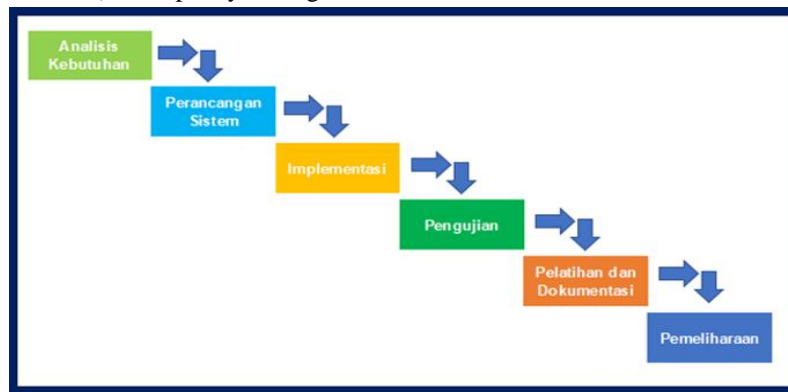 Analisis
Kebutuhan
Perancangan
Sistem
Implementasi
Pengujian
Pelatihan dan
Dokumentasi
Pemeliharaan